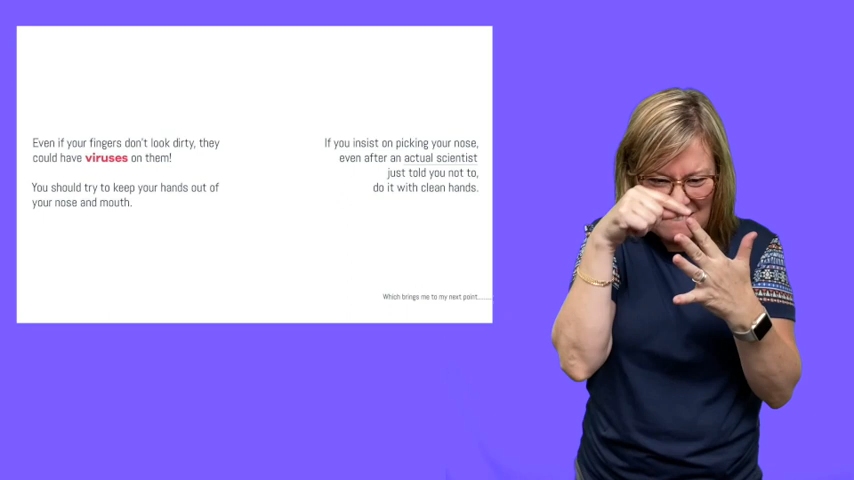 Even if your fingers don't look dirty, they
could have viruses on them!
You should try to keep your hands out of
your nose and mouth.
If you insist on picking your nose,
even after an actual scientist
just told you not to,
do it with clean hands.
Which brings me to my next point